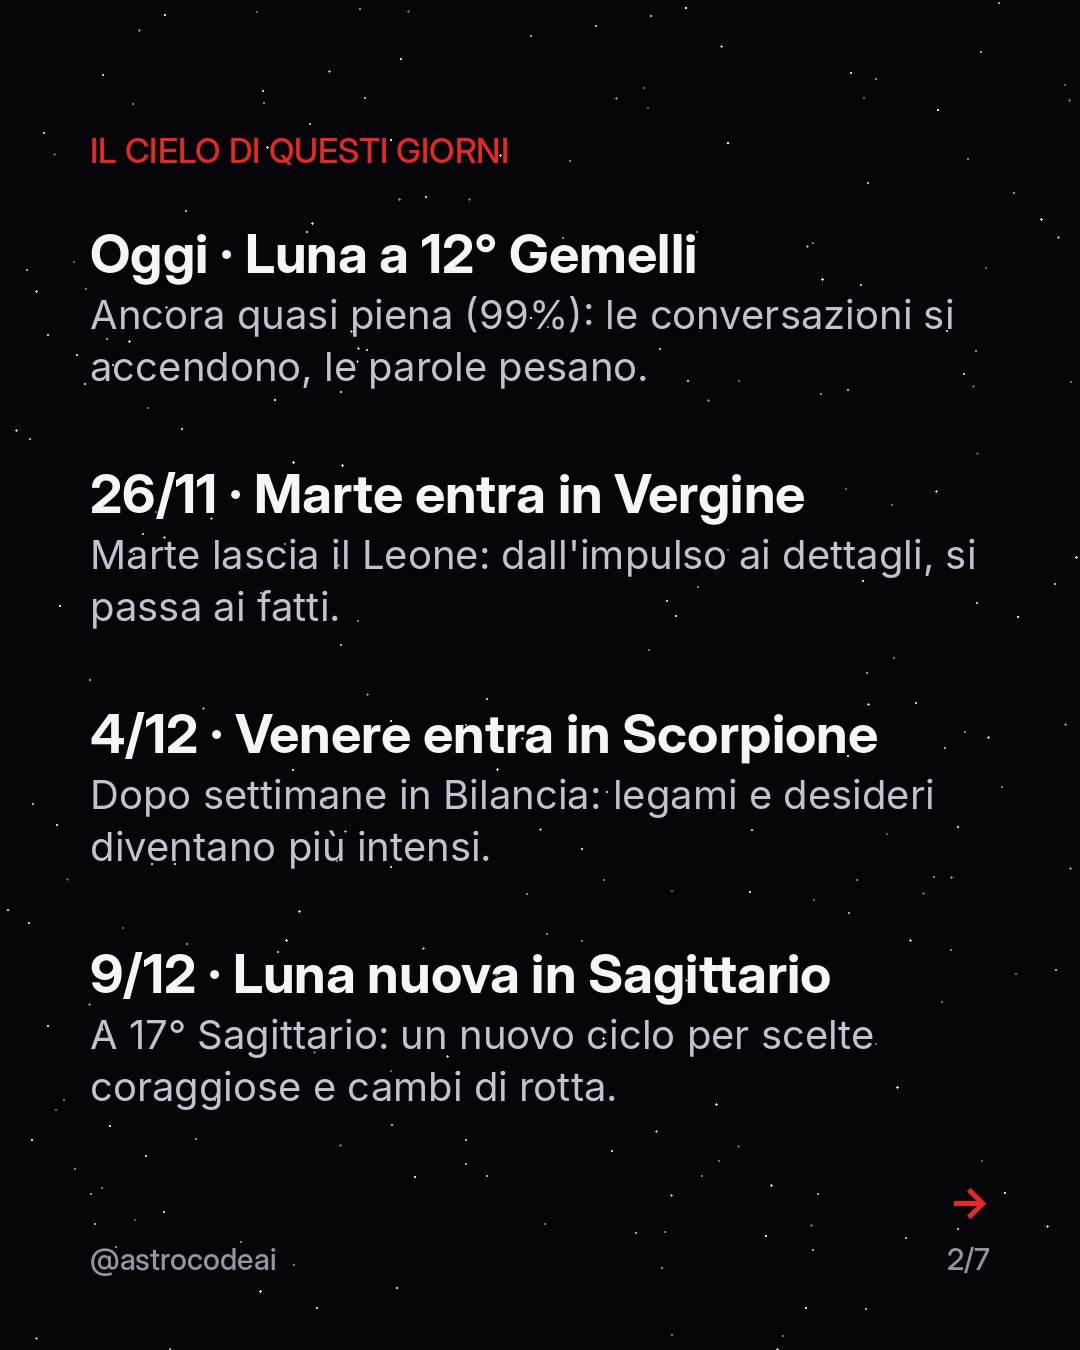 IL CIELO DI QUESTI GIORNI
Oggi · Luna a 12° Gemelli
Ancora quasi piena (99%): le conversazioni si
accendono, le parole pesano.
26/11 · Marte entra in Vergine
Marte lascia il Leone: dall'impulso ai dettagli, si
passa ai fatti.
4/12 · Venere entra in Scorpione
Dopo settimane in Bilancia: legami e desideri
diventano più intensi.
9/12 · Luna nuova in Sagittario
A 17° Sagittario: un nuovo ciclo per scelte
coraggiose e cambi di rotta.
→
@astrocodeai
2/7